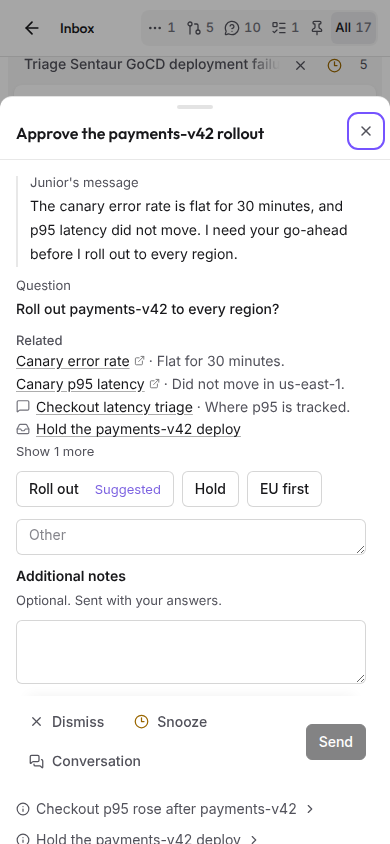 Inbox
1
5
10
1
All 17
Triage Sentaur GoCD deployment failu
5
Approve the payments-v42 rollout
Junior's message
The canary error rate is flat for 30 minutes, and
p95 latency did not move. I need your go-ahead
before I roll out to every region.
Question
Roll out payments-v42 to every region?
Related
Canary error rate · Flat for 30 minutes.
Canary p95 latency · Did not move in us-east-1.
Checkout latency triage · Where p95 is tracked.
Hold the payments-v42 deploy
Show 1 more
Roll out Suggested Hold EU first
Other
Additional notes
Optional. Sent with your answers.
Dismiss Snooze
Send
Conversation
Checkout p95 rose after payments-v42
Hold the payments-v42 deploy